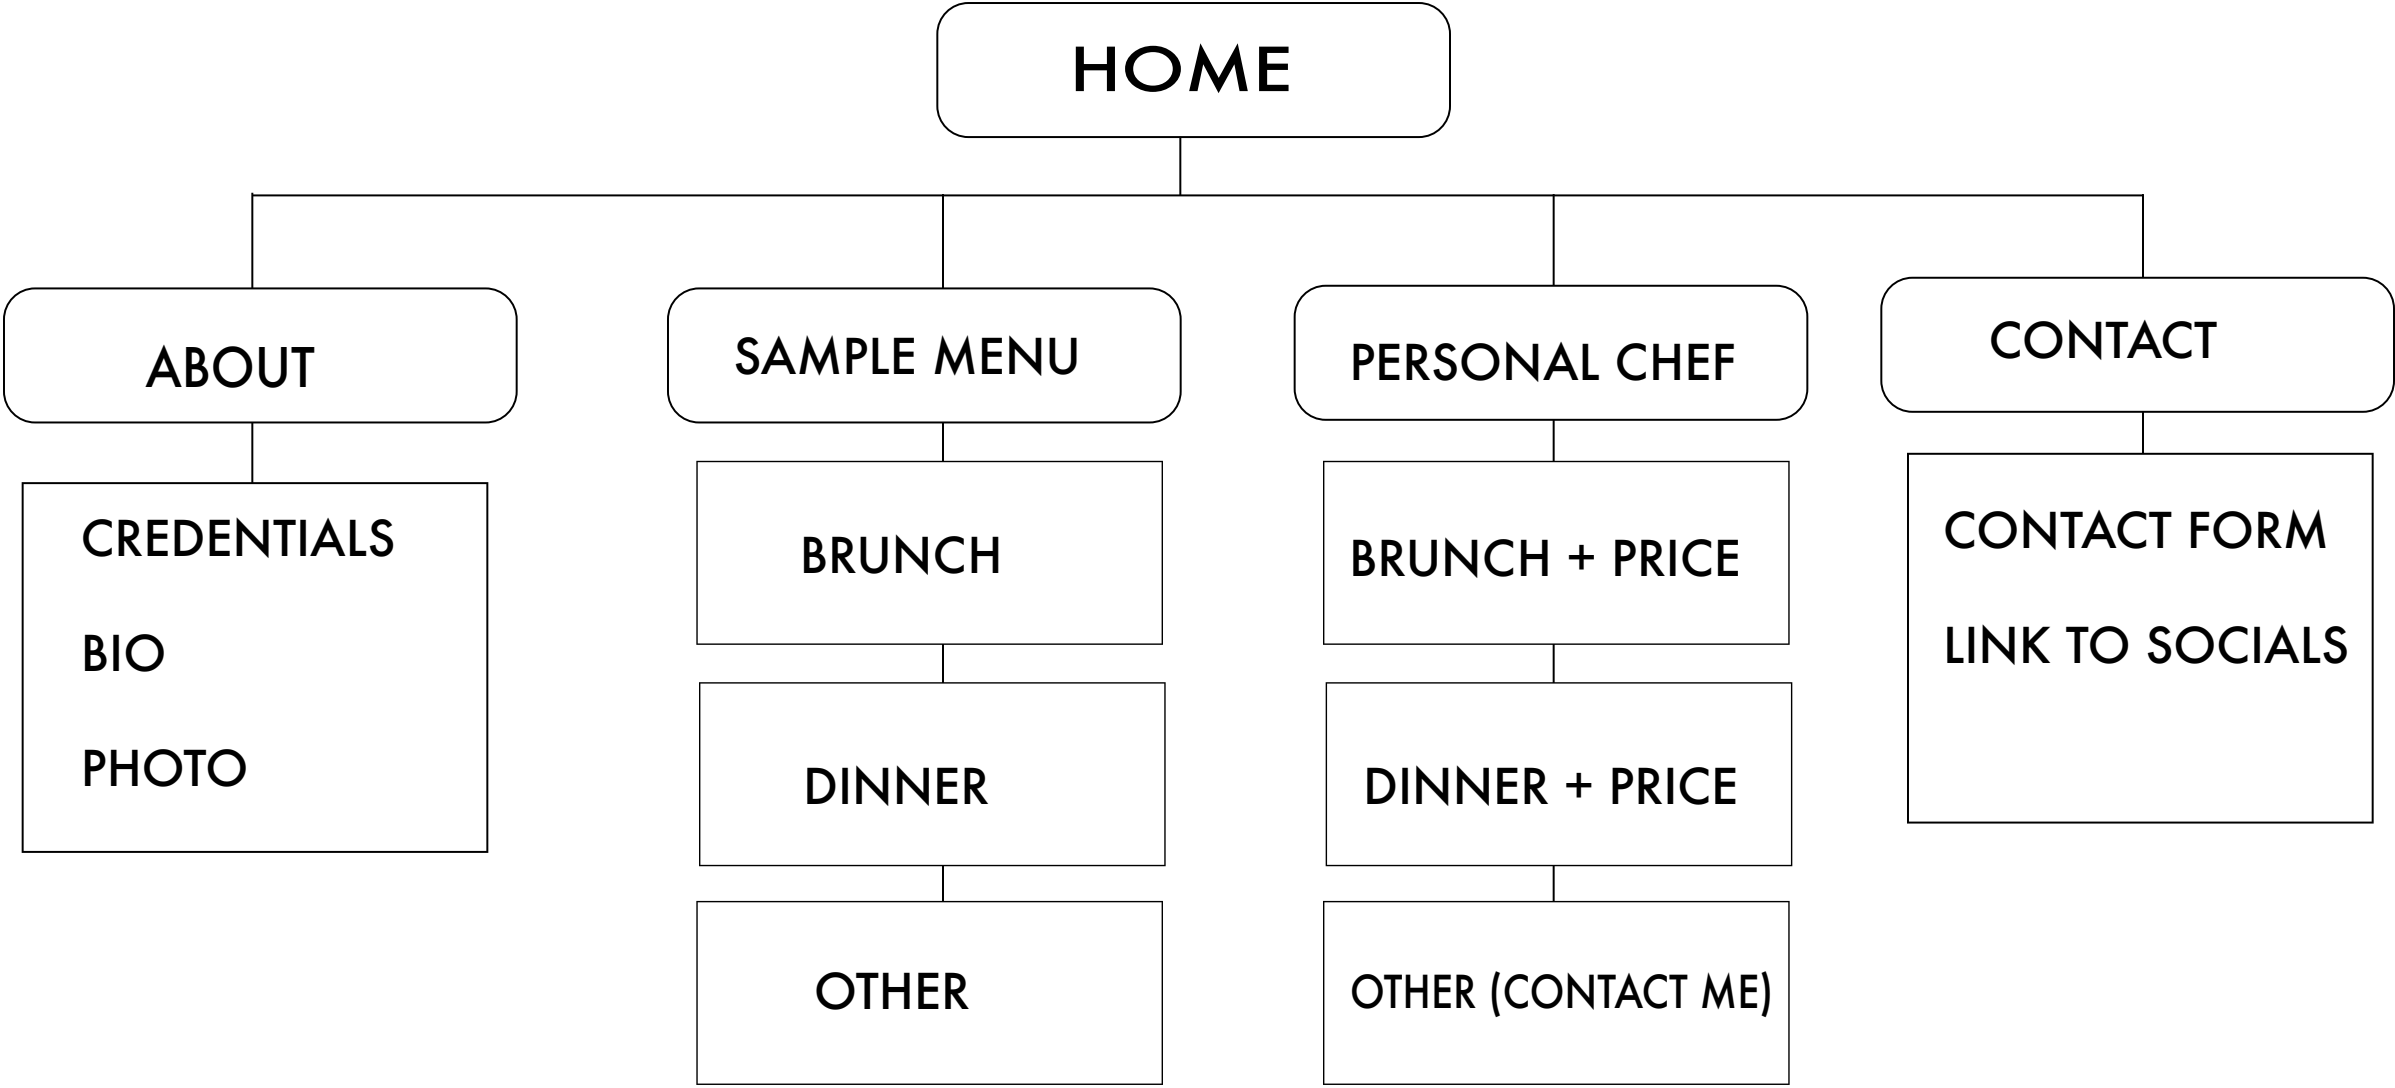 HOME
ABOUT
SAMPLE MENU
PERSONAL CHEF
CONTACT
CREDENTIALS
BIO
PHOTO
BRUNCH
DINNER
OTHER
BRUNCH + PRICE
DINNER + PRICE
OTHER (CONTACT ME)
CONTACT FORM
LINK TO SOCIALS